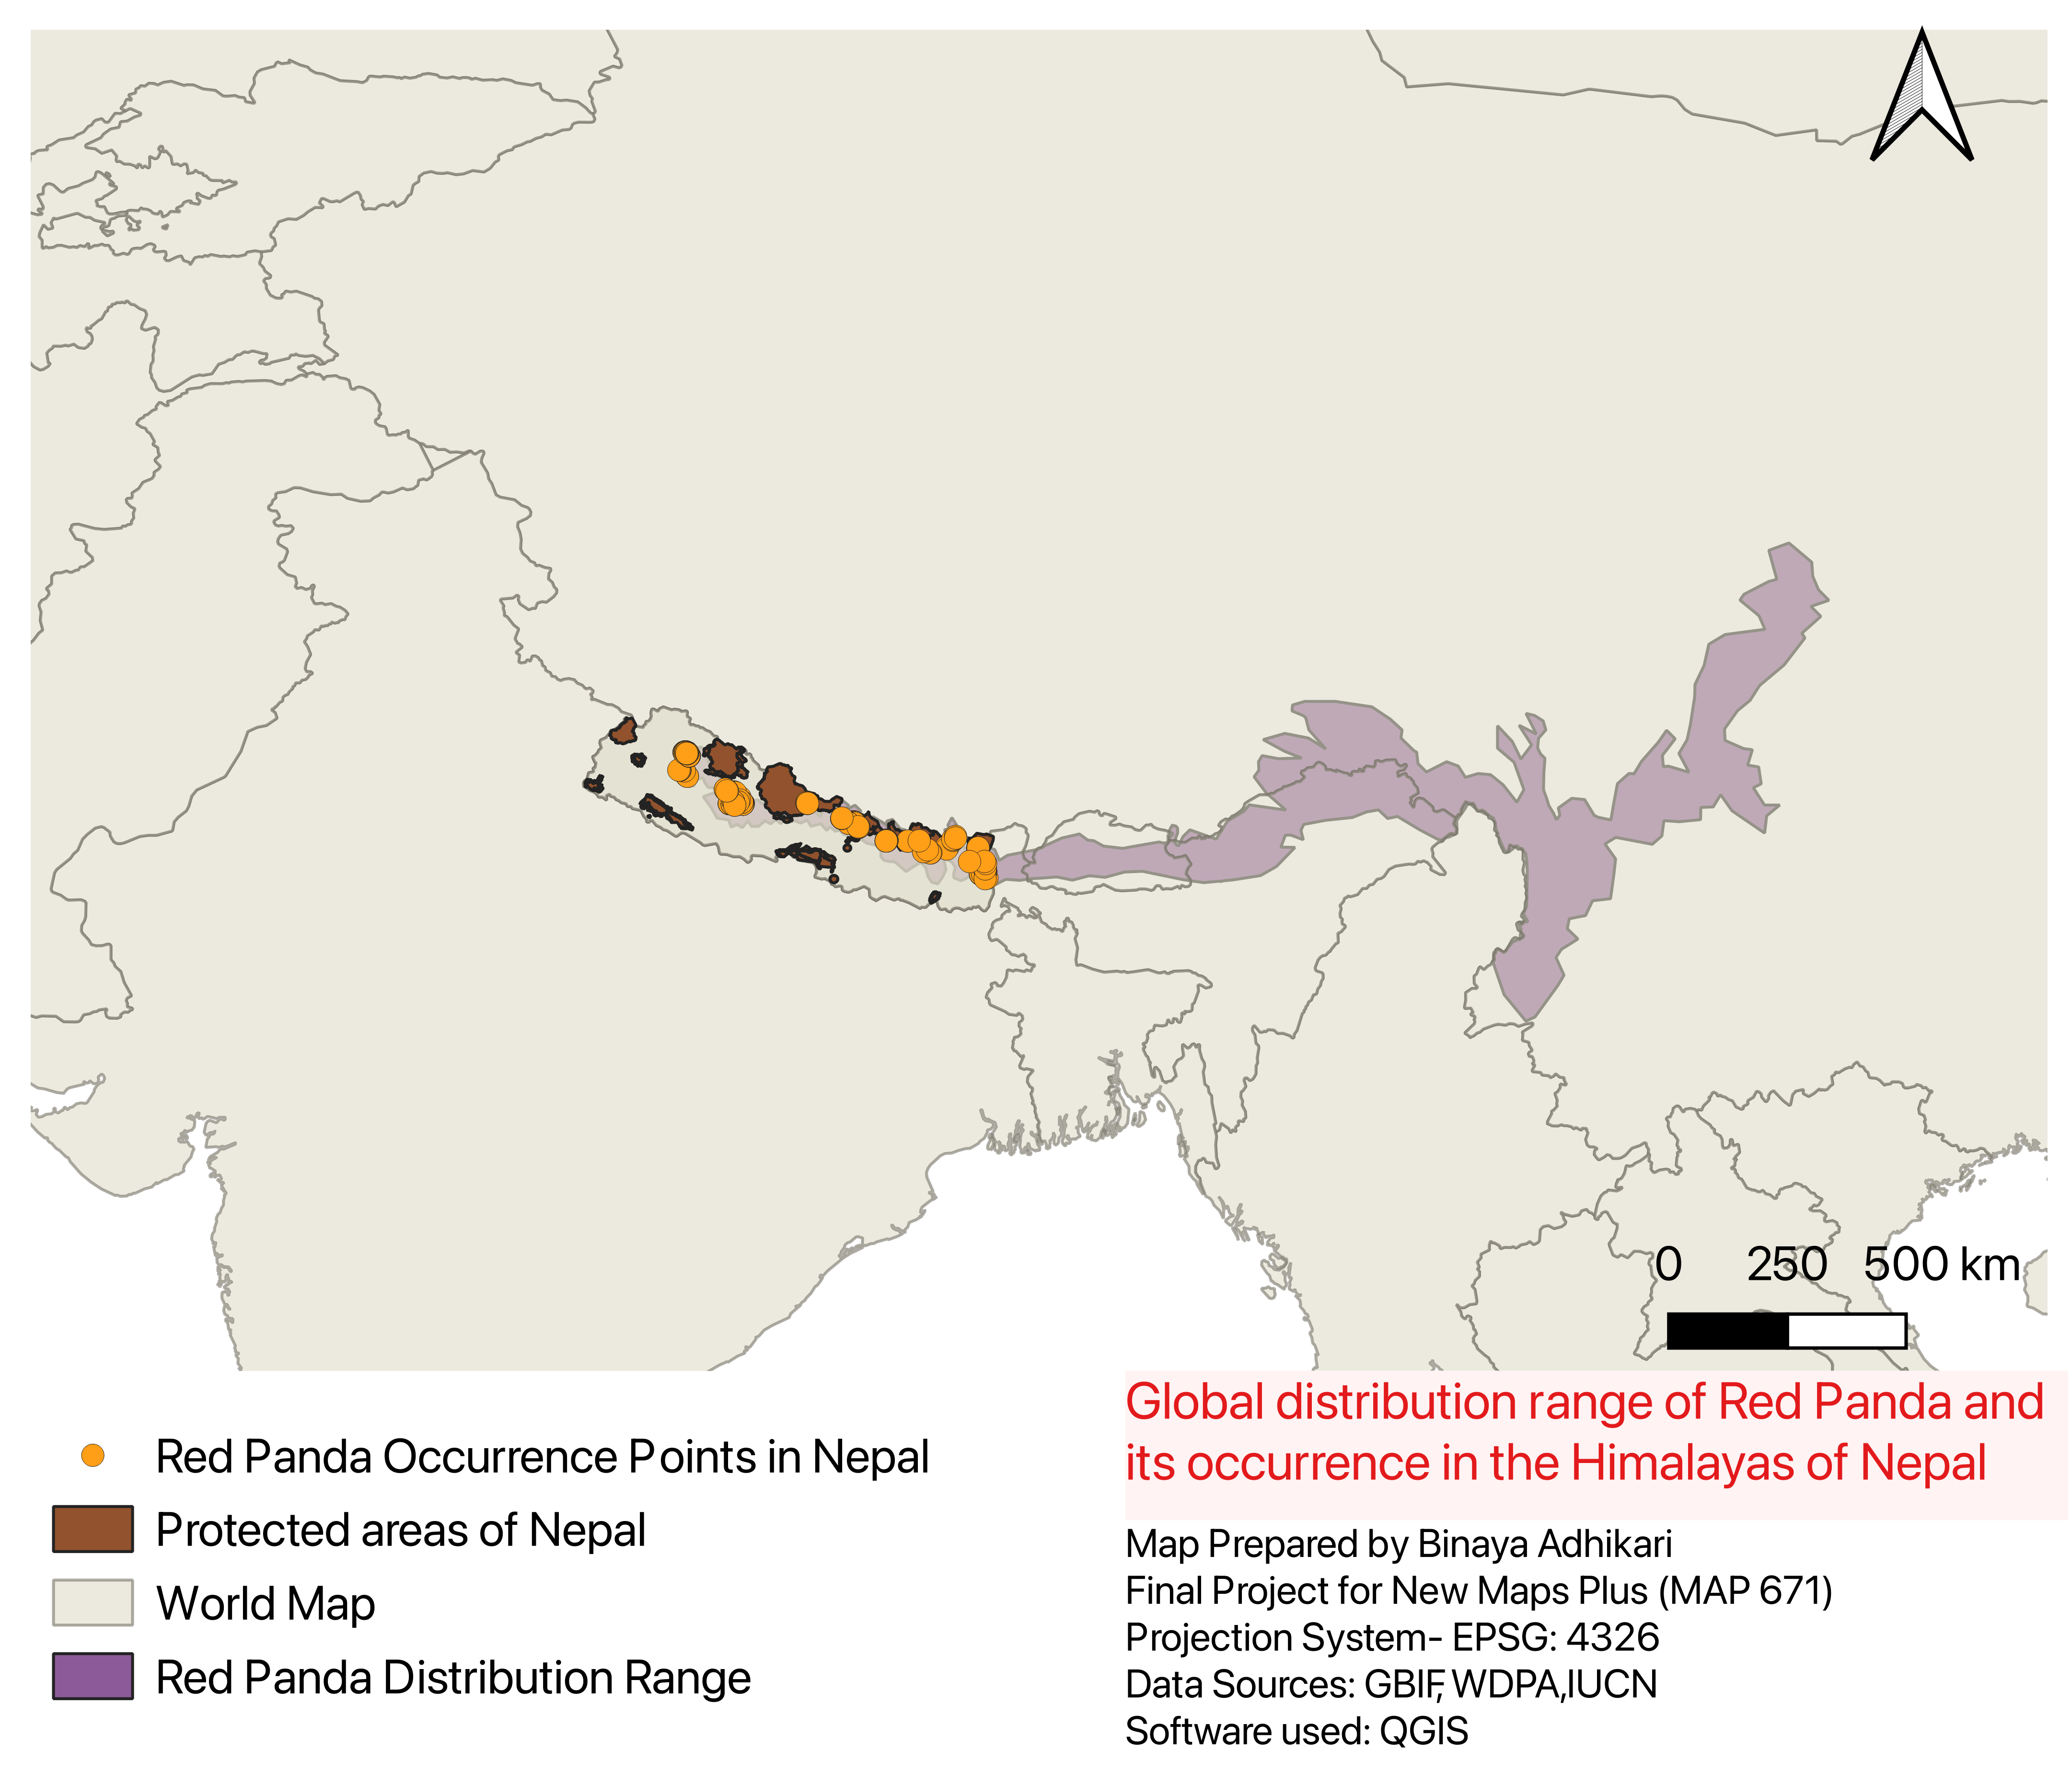 0 250 500 km
Global distribution range of Red Panda and
its occurrence in the Himalayas of Nepal
Red Panda Occurrence Points in Nepal
Protected areas of Nepal
World Map
Red Panda Distribution Range
Map Prepared by Binaya Adhikari
Final Project for New Maps Plus (MAP 671)
Projection System- EPSG: 4326
Data Sources: GBIF, WDPA,IUCN
Software used: QGIS